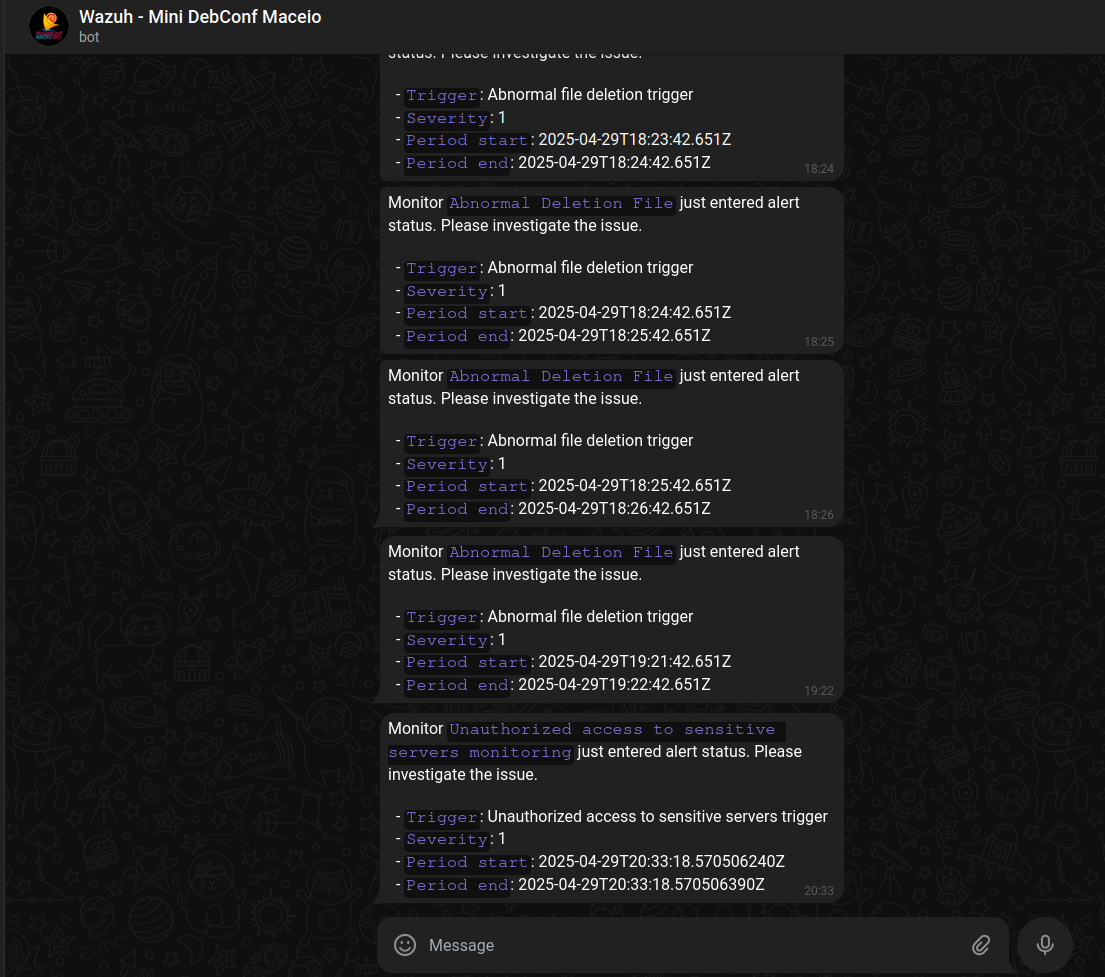 Wazuh - Mini DebConf Maceio
bot
status. Please investigate the issue.
- Trigger: Abnormal file deletion trigger
- Severity: 1
- Period start: 2025-04-29T18:23:42.651Z
- Period end: 2025-04-29T18:24:42.651Z
18:24
Monitor Abnormal Deletion File just entered alert
status. Please investigate the issue.
- Trigger: Abnormal file deletion trigger
- Severity: 1
- Period start: 2025-04-29T18:24:42.651Z
- Period end: 2025-04-29T18:25:42.651Z
18:25
Monitor Abnormal Deletion File just entered alert
status. Please investigate the issue.
- Trigger: Abnormal file deletion trigger
- Severity: 1
- Period start: 2025-04-29T18:25:42.651Z
- Period end: 2025-04-29T18:26:42.651Z
18:26
Monitor Abnormal Deletion File just entered alert
status. Please investigate the issue.
- Trigger: Abnormal file deletion trigger
- Severity: 1
- Period start: 2025-04-29T19:21:42.651Z
- Period end: 2025-04-29T19:22:42.651Z
19:22
Monitor Unauthorized access to sensitive
servers monitoring just entered alert status. Please
investigate the issue.
- Trigger: Unauthorized access to sensitive servers trigger
- Severity: 1
- Period start: 2025-04-29T20:33:18.570506240Z
- Period end: 2025-04-29T20:33:18.570506390Z
20:33
Message